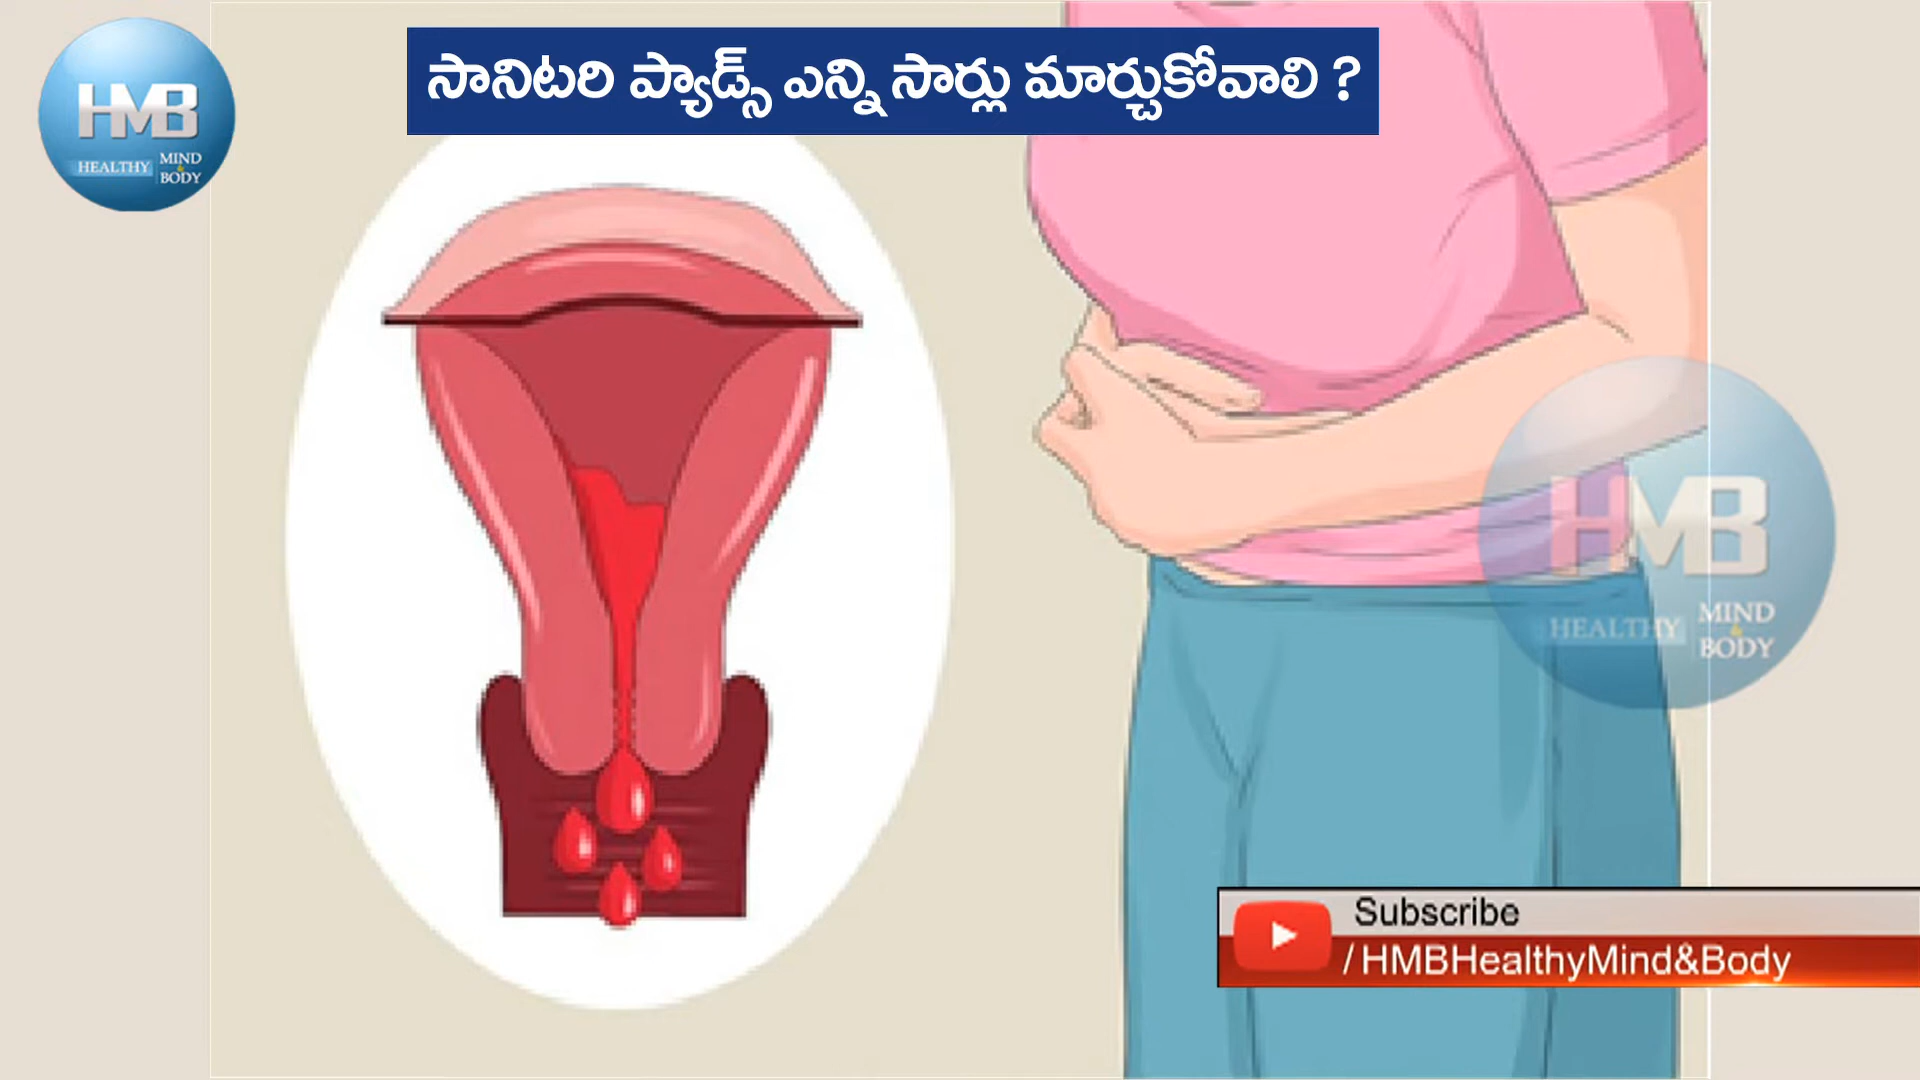 సానిటరి ప్యాడ్స్ ఎన్ని సార్లు మార్చుకోవాలి ?
HMB
HEALTHY MIND & BODY
HMB
HEALTHY MIND & BODY
Subscribe
/HMBHealthyMind&Body